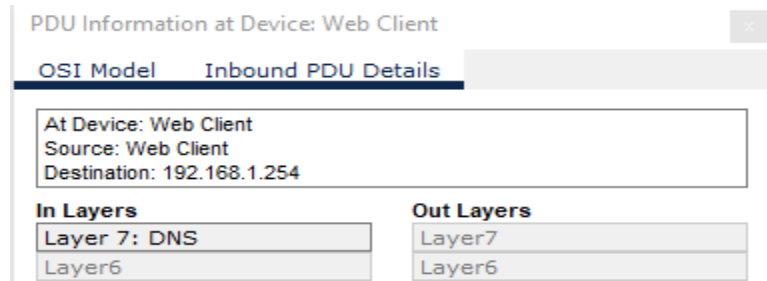 PDU Information at Device: Web Client
x
OSI Model Inbound PDU Details
At Device: Web Client
Source: Web Client
Destination: 192.168.1.254
In Layers Out Layers
Layer 7: DNS Layer7
Layer6 Layer6